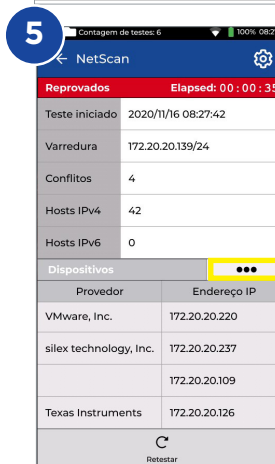 5
Contagem de testes: 6 100% 08:2
← NetScan
Reprovados Elapsed: 00:00:35
Teste iniciado 2020/11/16 08:27:42
Varredura 172.20.20.139/24
Conflitos 4
Hosts IPv4 42
Hosts IPv6 0
Dispositivos •••
Provedor Endereço IP
VMware, Inc. 172.20.20.220
silex technology, Inc. 172.20.20.237
172.20.20.109
Texas Instruments 172.20.20.126
Retestar